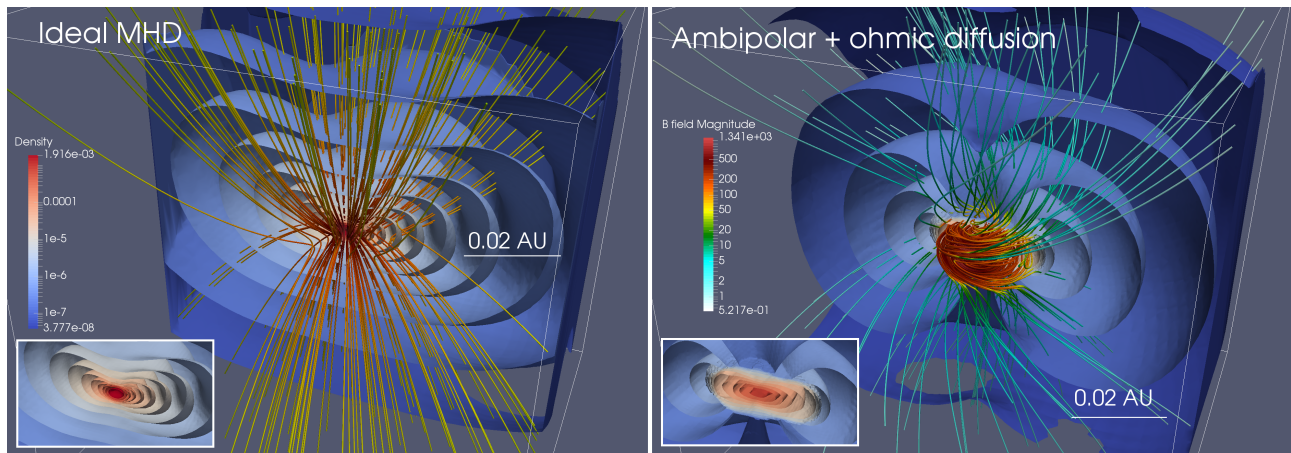 Ideal MHD
Density
1.916e-03
0.0001
1e-5
1e-6
1e-7
3.777e-08
0.02 AU
Ambipolar + ohmic diffusion
B field Magnitude
1.341e+03
500
200
100
50
20
10
5
2
1
5.217e-01
0.02 AU